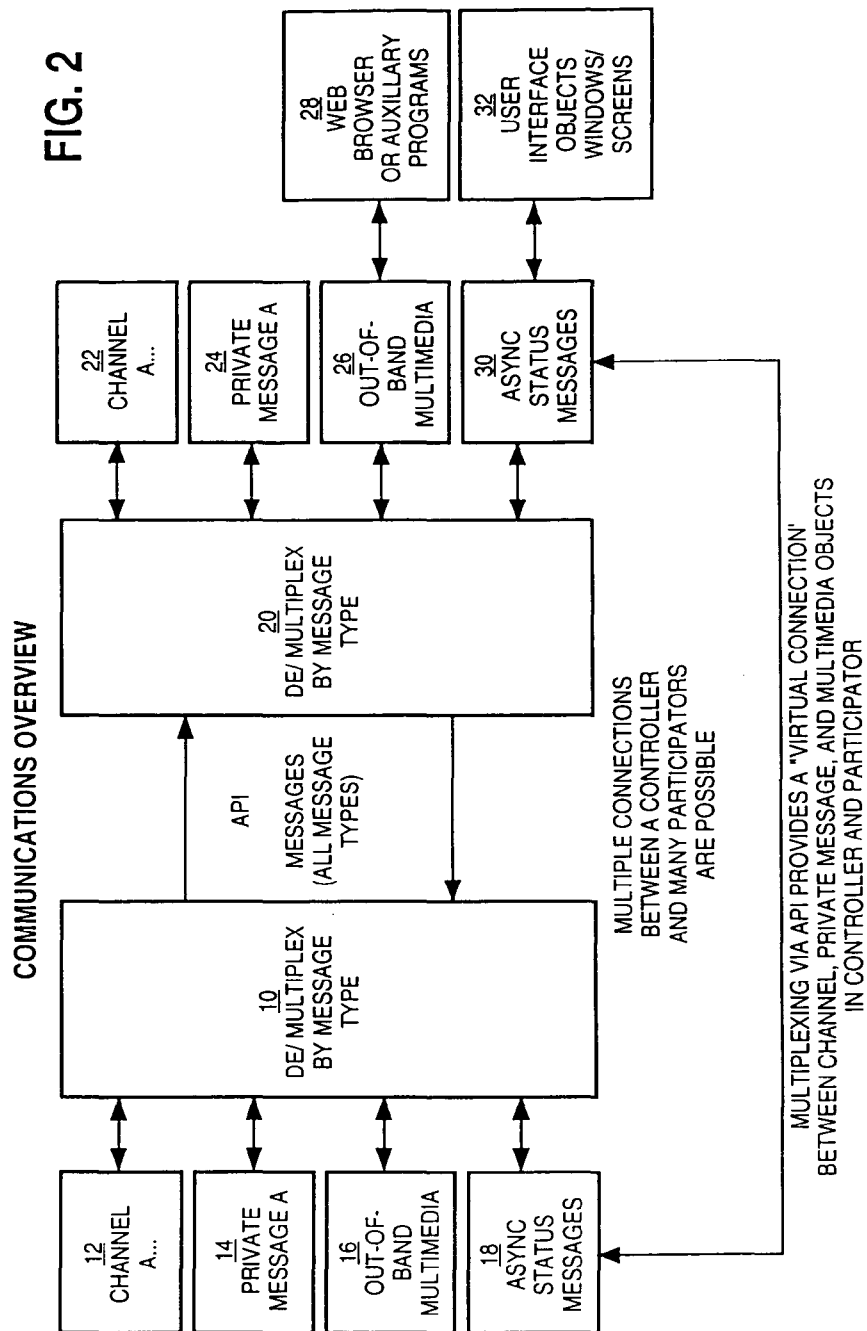 FIG. 2
COMMUNICATIONS OVERVIEW
12
CHANNEL
A...
14
PRIVATE
MESSAGE A
16
OUT-OF-
BAND
MULTIMEDIA
18
ASYNC
STATUS
MESSAGES
10
DE/ MULTIPLEX
BY MESSAGE
TYPE
API
MESSAGES
(ALL MESSAGE
TYPES)
20
DE/ MULTIPLEX
BY MESSAGE
TYPE
22
CHANNEL
A...
24
PRIVATE
MESSAGE A
26
OUT-OF-
BAND
MULTIMEDIA
30
ASYNC
STATUS
MESSAGES
28
WEB
BROWSER
OR AUXILLARY
PROGRAMS
32
USER
INTERFACE
OBJECTS
WINDOWS/
SCREENS
MULTIPLE CONNECTIONS
BETWEEN A CONTROLLER
AND MANY PARTICIPATORS
ARE POSSIBLE
MULTIPLEXING VIA API PROVIDES A "VIRTUAL CONNECTION'
BETWEEN CHANNEL, PRIVATE MESSAGE, AND MULTIMEDIA OBJECTS
IN CONTROLLER AND PARTICIPATOR